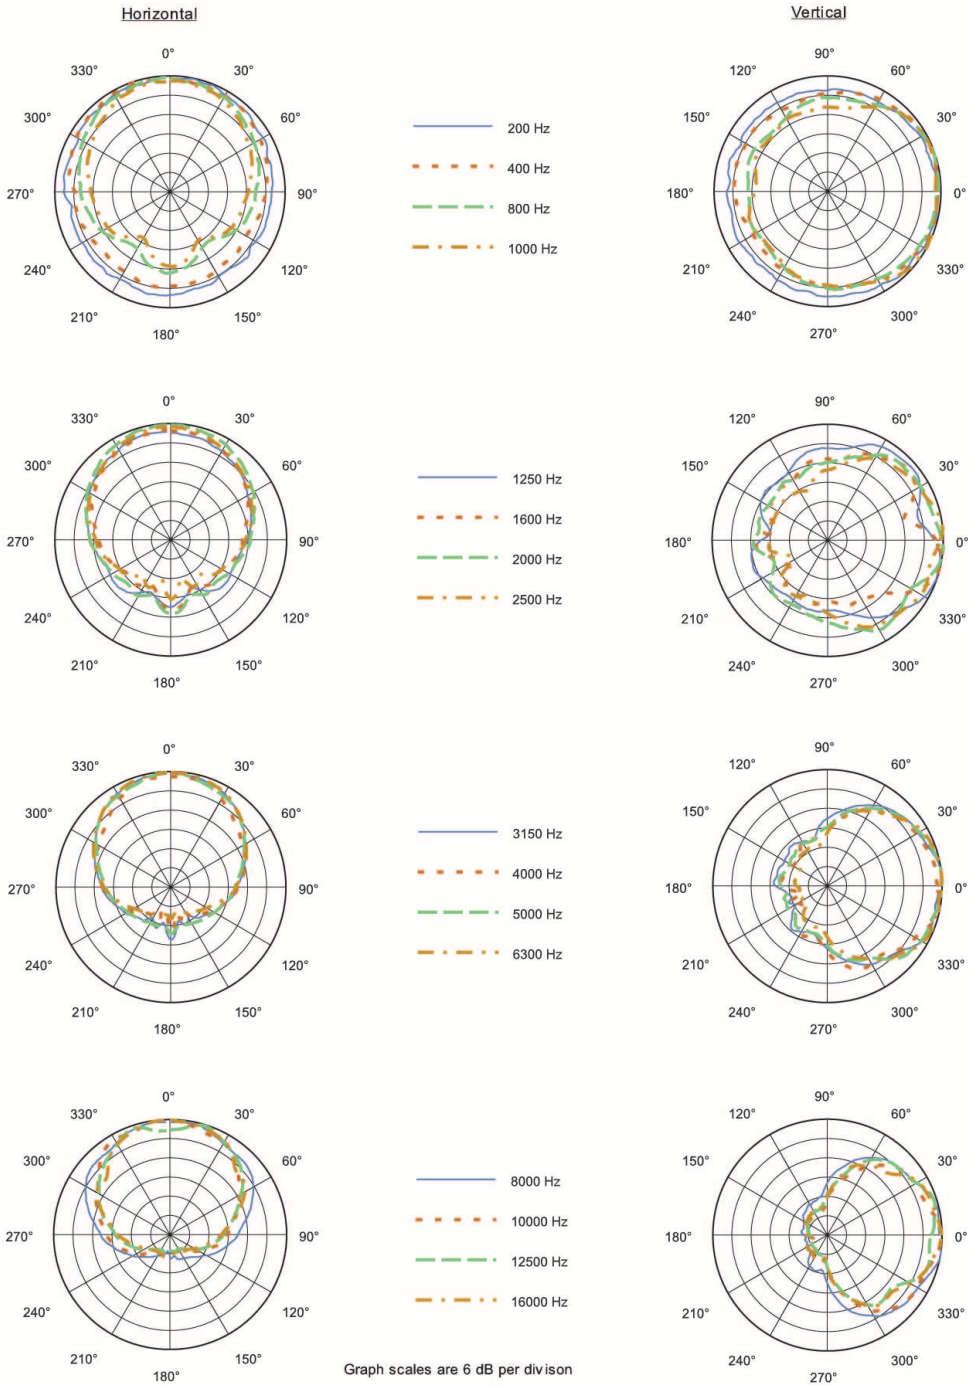 Horizontal
Vertical
0°
330° 30°
300° 60°
270° 90°
240° 120°
210° 150°
180°
200 Hz
400 Hz
800 Hz
1000 Hz
90°
120° 60°
150° 30°
180° 0°
210° 330°
240° 300°
270°
0°
330° 30°
300° 60°
270° 90°
240° 120°
210° 150°
180°
1250 Hz
1600 Hz
2000 Hz
2500 Hz
90°
120° 60°
150° 30°
180° 0°
210° 330°
240° 300°
270°
0°
330° 30°
300° 60°
270° 90°
240° 120°
210° 150°
180°
3150 Hz
4000 Hz
5000 Hz
6300 Hz
90°
120° 60°
150° 30°
180° 0°
210° 330°
240° 300°
270°
0°
330° 30°
300° 60°
270° 90°
240° 120°
210° 150°
180°
8000 Hz
10000 Hz
12500 Hz
16000 Hz
90°
120° 60°
150° 30°
180° 0°
210° 330°
240° 300°
270°
Graph scales are 6 dB per divison